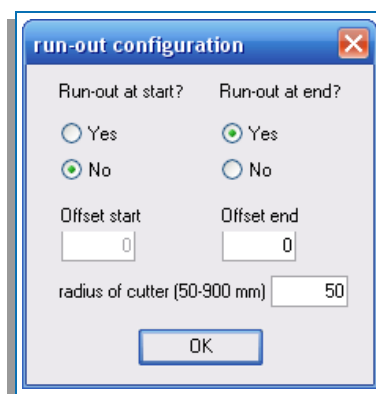 run-out configuration
Run-out at start? Run-out at end?
Yes Yes
No No
Offset start Offset end
0 0
radius of cutter (50-900 mm) 50
OK